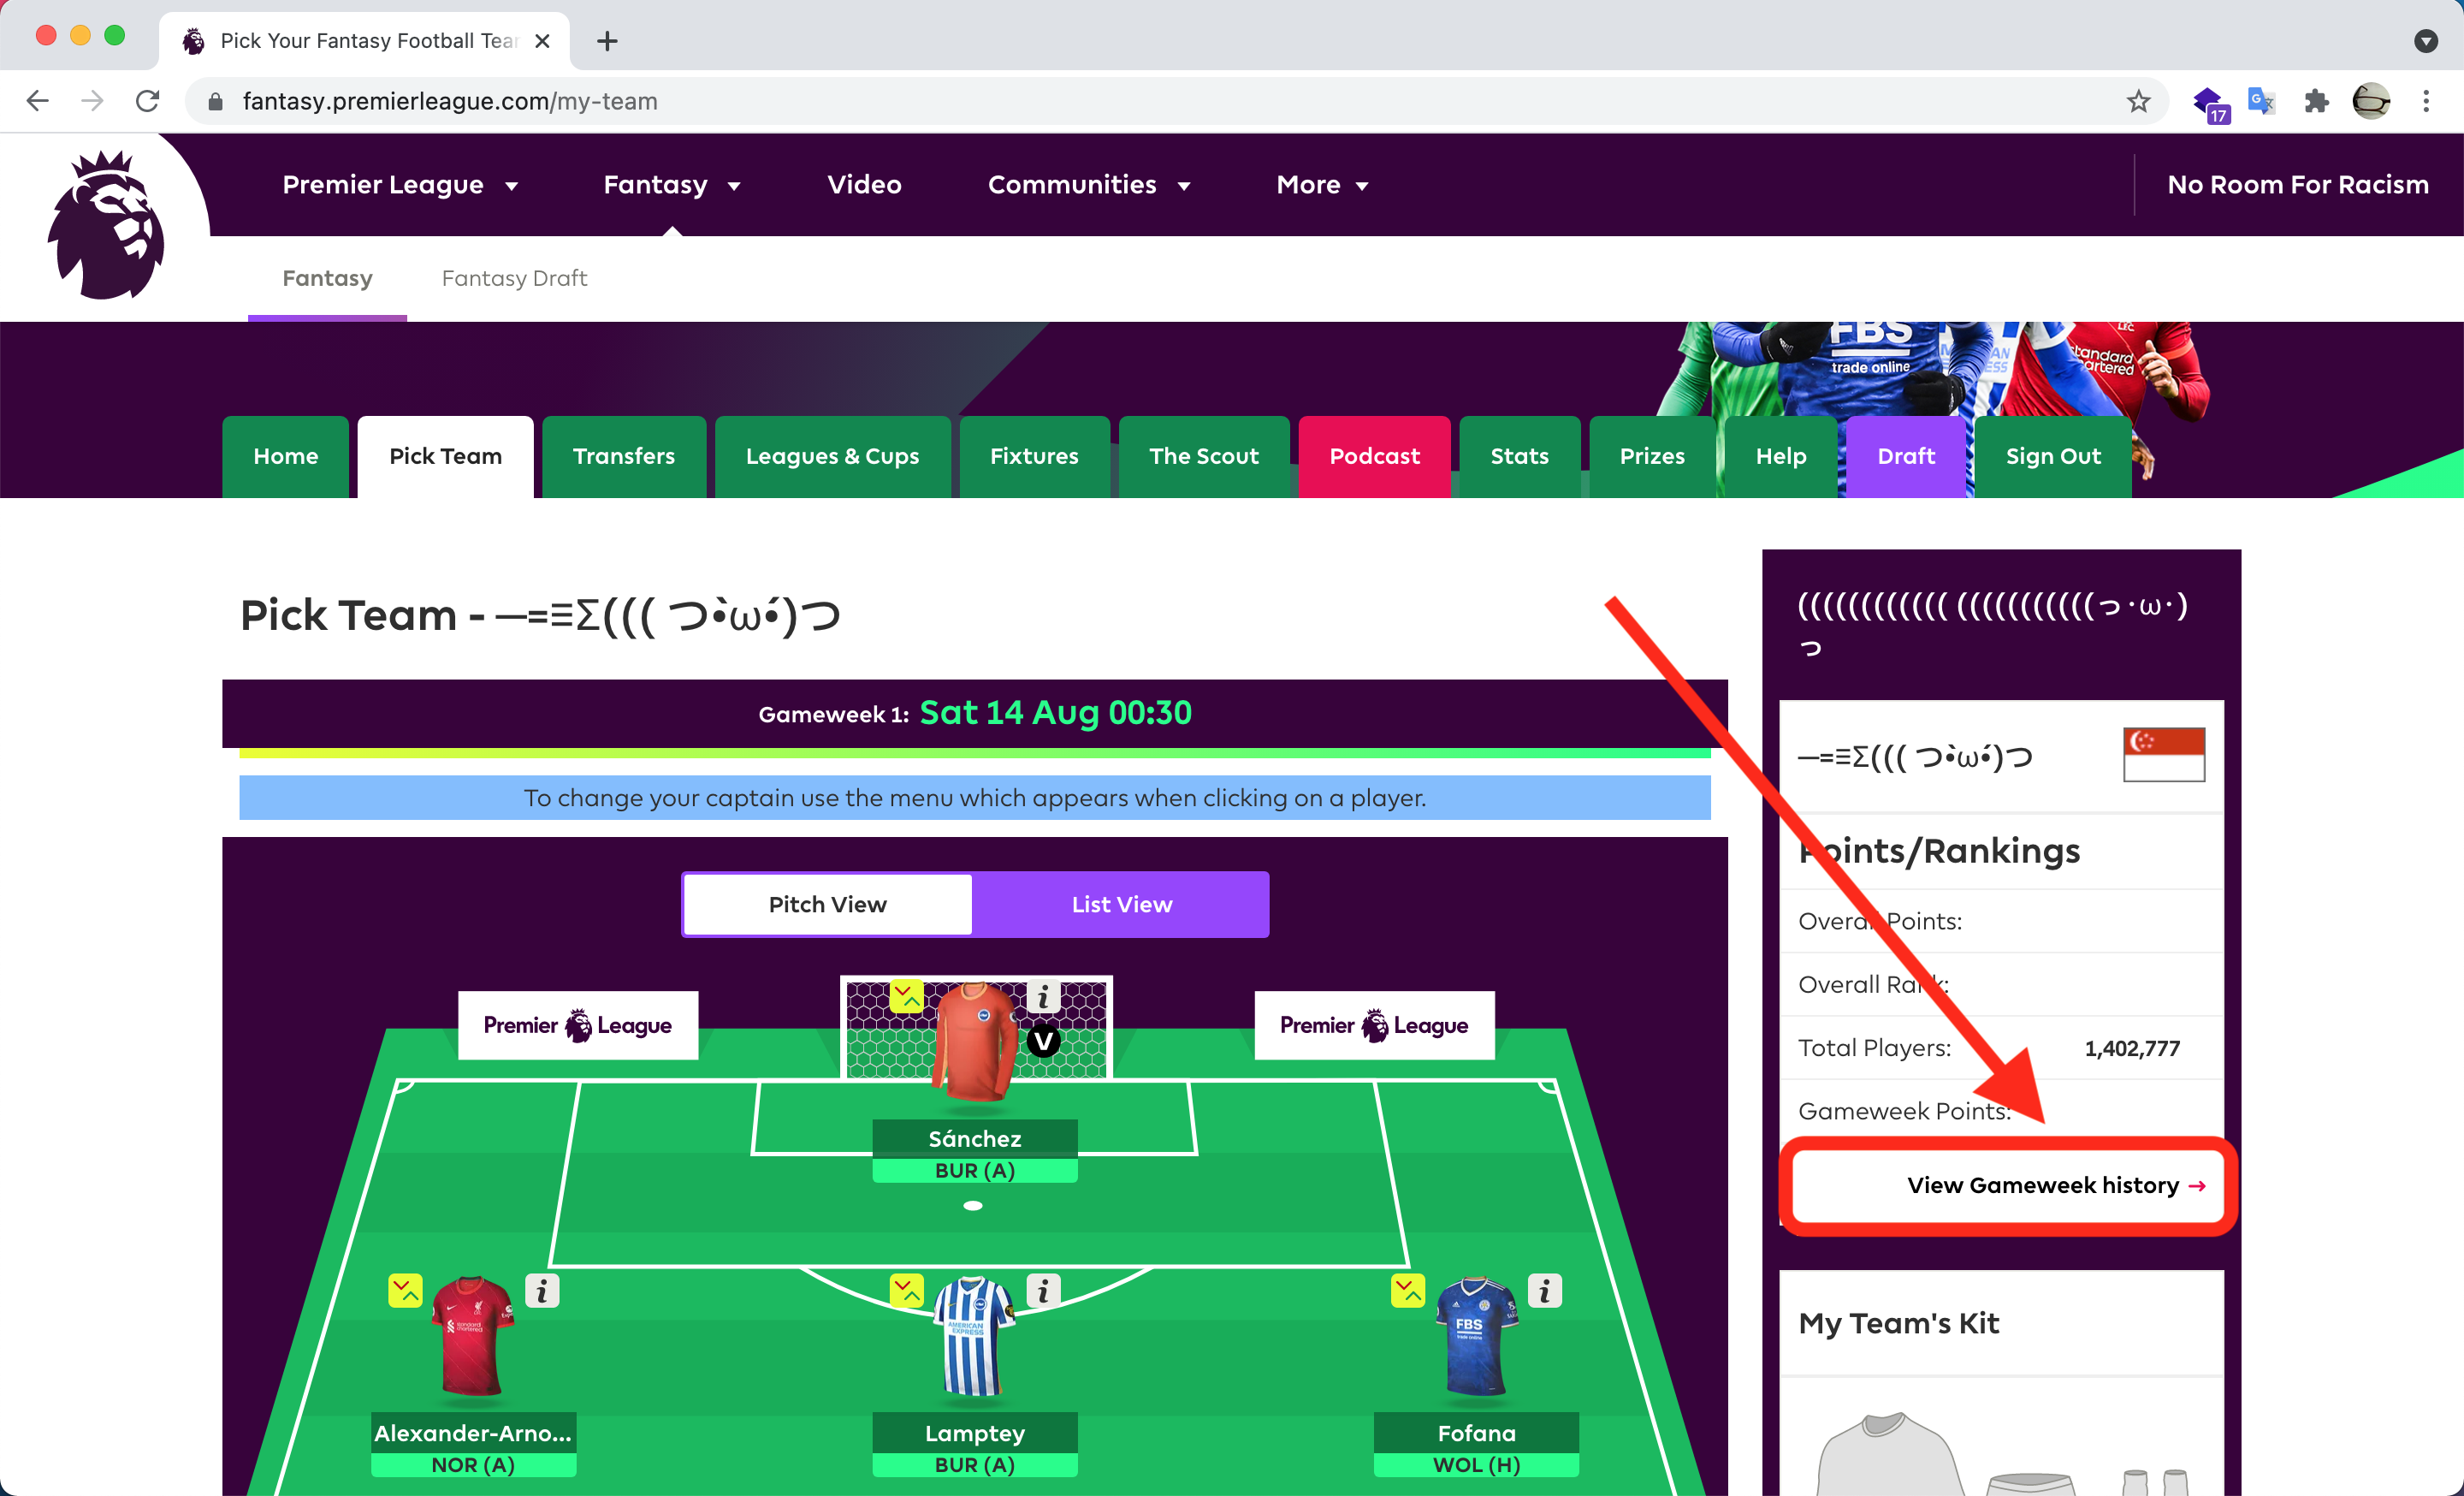 Pick Your Fantasy Football Tea
fantasy.premierleague.com/my-team
17
Premier League
Fantasy
Video
Communities
More
No Room For Racism
Fantasy
Fantasy Draft
FBS
trade online
standard
Home
Pick Team
Transfers
Leagues & Cups
Fixtures
The Scout
Podcast
Stats
Prizes
Help
Draft
Sign Out
Pick Team - ─=≡Σ((( つ•̀ω•́)つ
Gameweek 1: Sat 14 Aug 00:30
To change your captain use the menu which appears when clicking on a player.
Pitch View
List View
Premier League
Premier League
i
V
Sánchez
BUR (A)
i
i
i
AMERICAN EXPRESS
FBS
Alexander-Arno...
NOR (A)
Lamptey
BUR (A)
Fofana
WOL (H)
(((((((((((( (((((((((((っ･ω･)
っ
─=≡Σ((( つ•̀ω•́)つ
Points/Rankings
Overall Points:
Overall Rank:
Total Players: 1,402,777
Gameweek Points:
View Gameweek history →
My Team's Kit